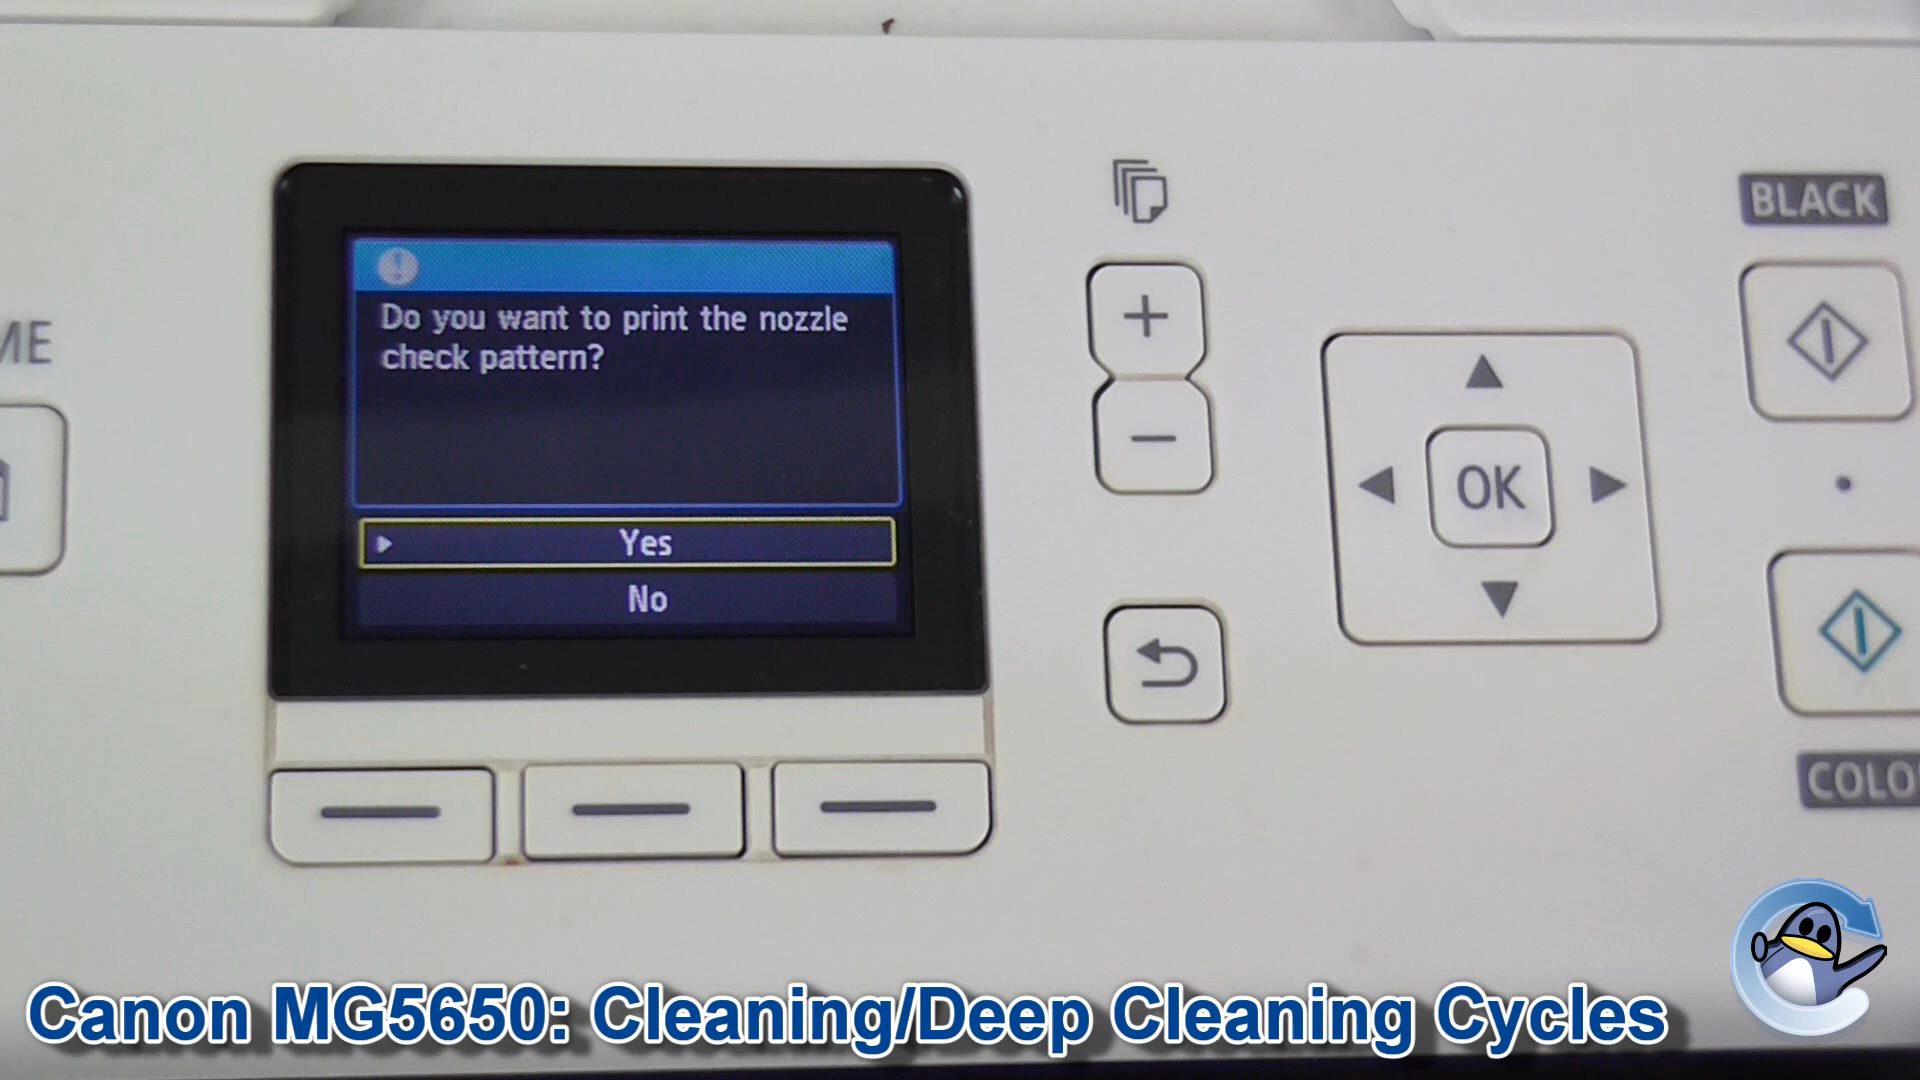 BLACK
ME
Do you want to print the nozzle
check pattern?
OK
Yes
No
COLO
Canon MG5650: Cleaning/Deep Cleaning Cycles